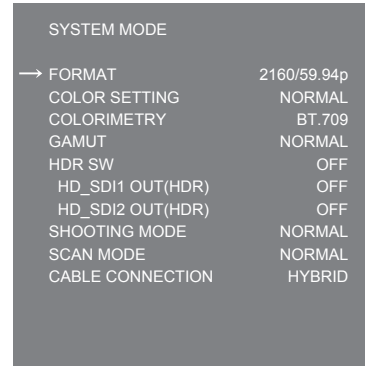 SYSTEM MODE
→ FORMAT 2160/59.94p
COLOR SETTING NORMAL
COLORIMETRY BT.709
GAMUT NORMAL
HDR SW OFF
HD_SDI1 OUT(HDR) OFF
HD_SDI2 OUT(HDR) OFF
SHOOTING MODE NORMAL
SCAN MODE NORMAL
CABLE CONNECTION HYBRID